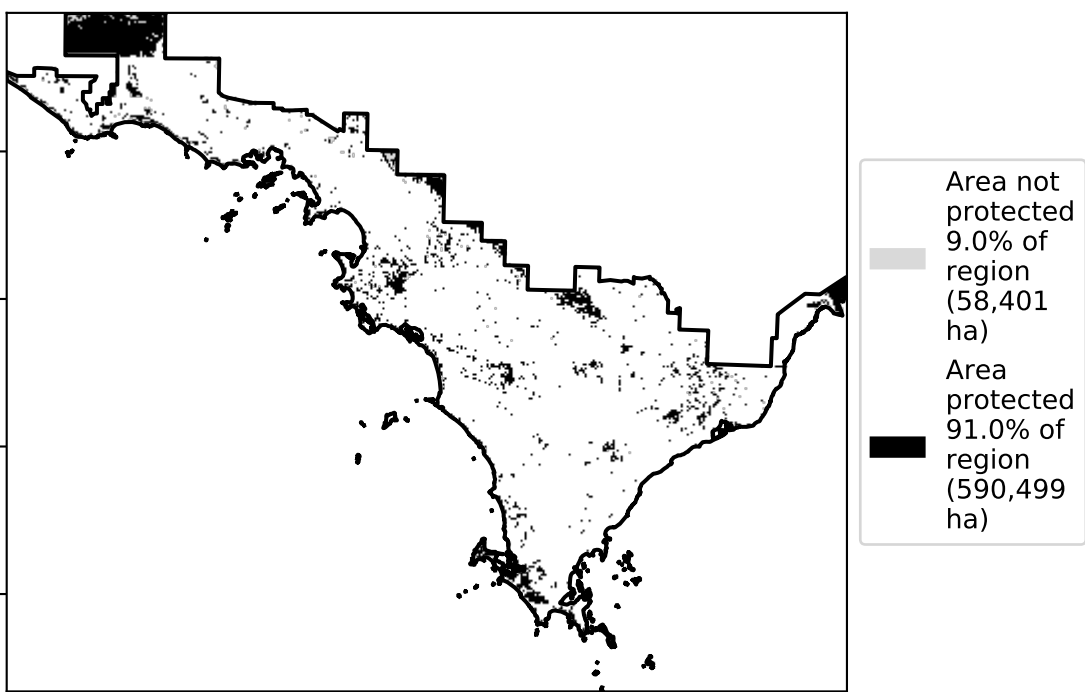 Area not
protected
9.0% of
region
(58,401
ha)
Area
protected
91.0% of
region
(590,499
ha)